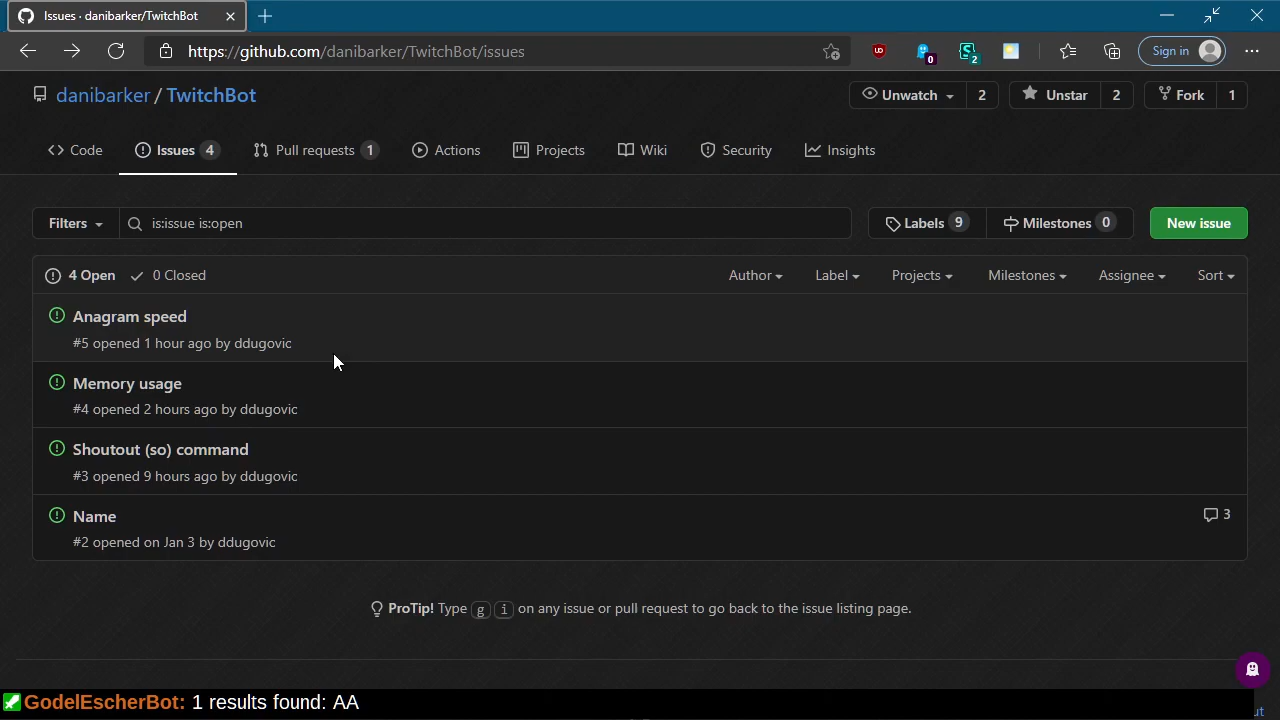 Issues · danibarker/TwitchBot
https://github.com/danibarker/TwitchBot/issues
UD
0
2
Sign in
danibarker / TwitchBot
Unwatch 2
Unstar 2
Fork 1
Code
Issues 4
Pull requests 1
Actions
Projects
Wiki
Security
Insights
Filters
is:issue is:open
Labels 9
Milestones 0
New issue
4 Open
0 Closed
Author
Label
Projects
Milestones
Assignee
Sort
Anagram speed
#5 opened 1 hour ago by ddugovic
Memory usage
#4 opened 2 hours ago by ddugovic
Shoutout (so) command
#3 opened 9 hours ago by ddugovic
Name
3
#2 opened on Jan 3 by ddugovic
ProTip! Type g i on any issue or pull request to go back to the issue listing page.
GodelEscherBot: 1 results found: AA
ut